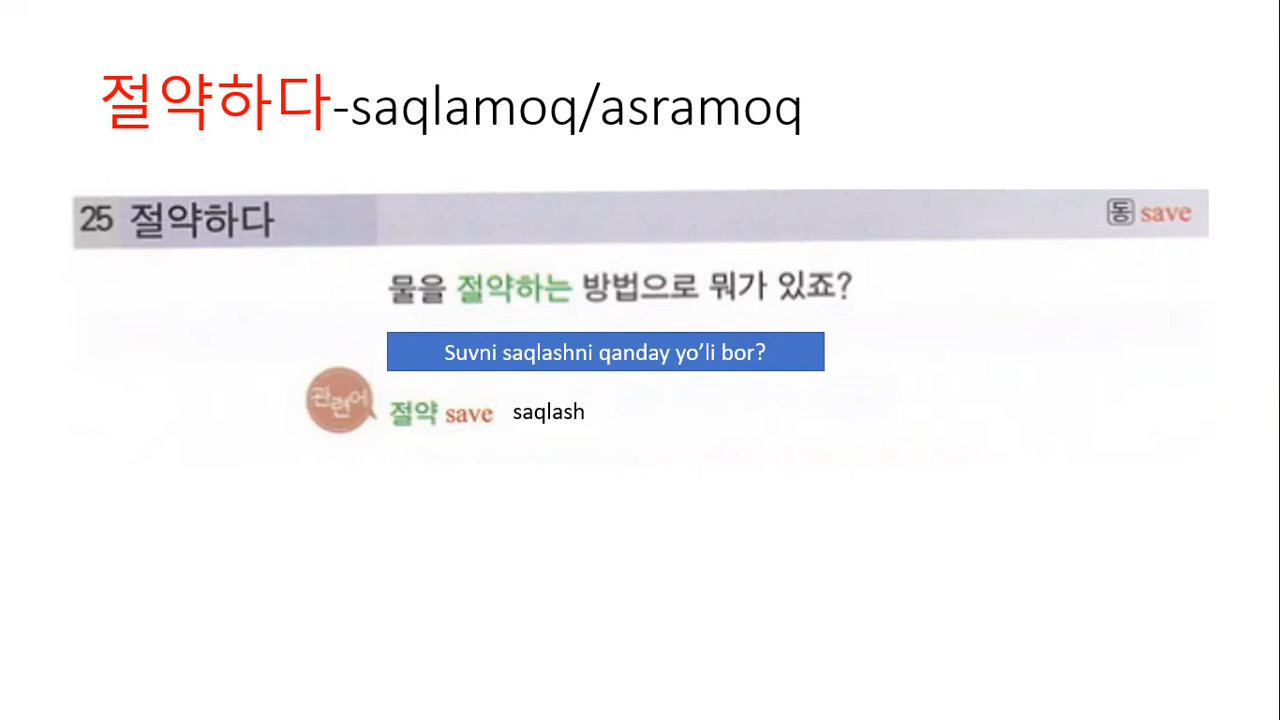 절약하다-saqlamoq/asramoq
25 절약하다 동 save
물을 절약하는 방법으로 뭐가 있죠?
Suvni saqlashni qanday yo’li bor?
관련어 절약 save saqlash